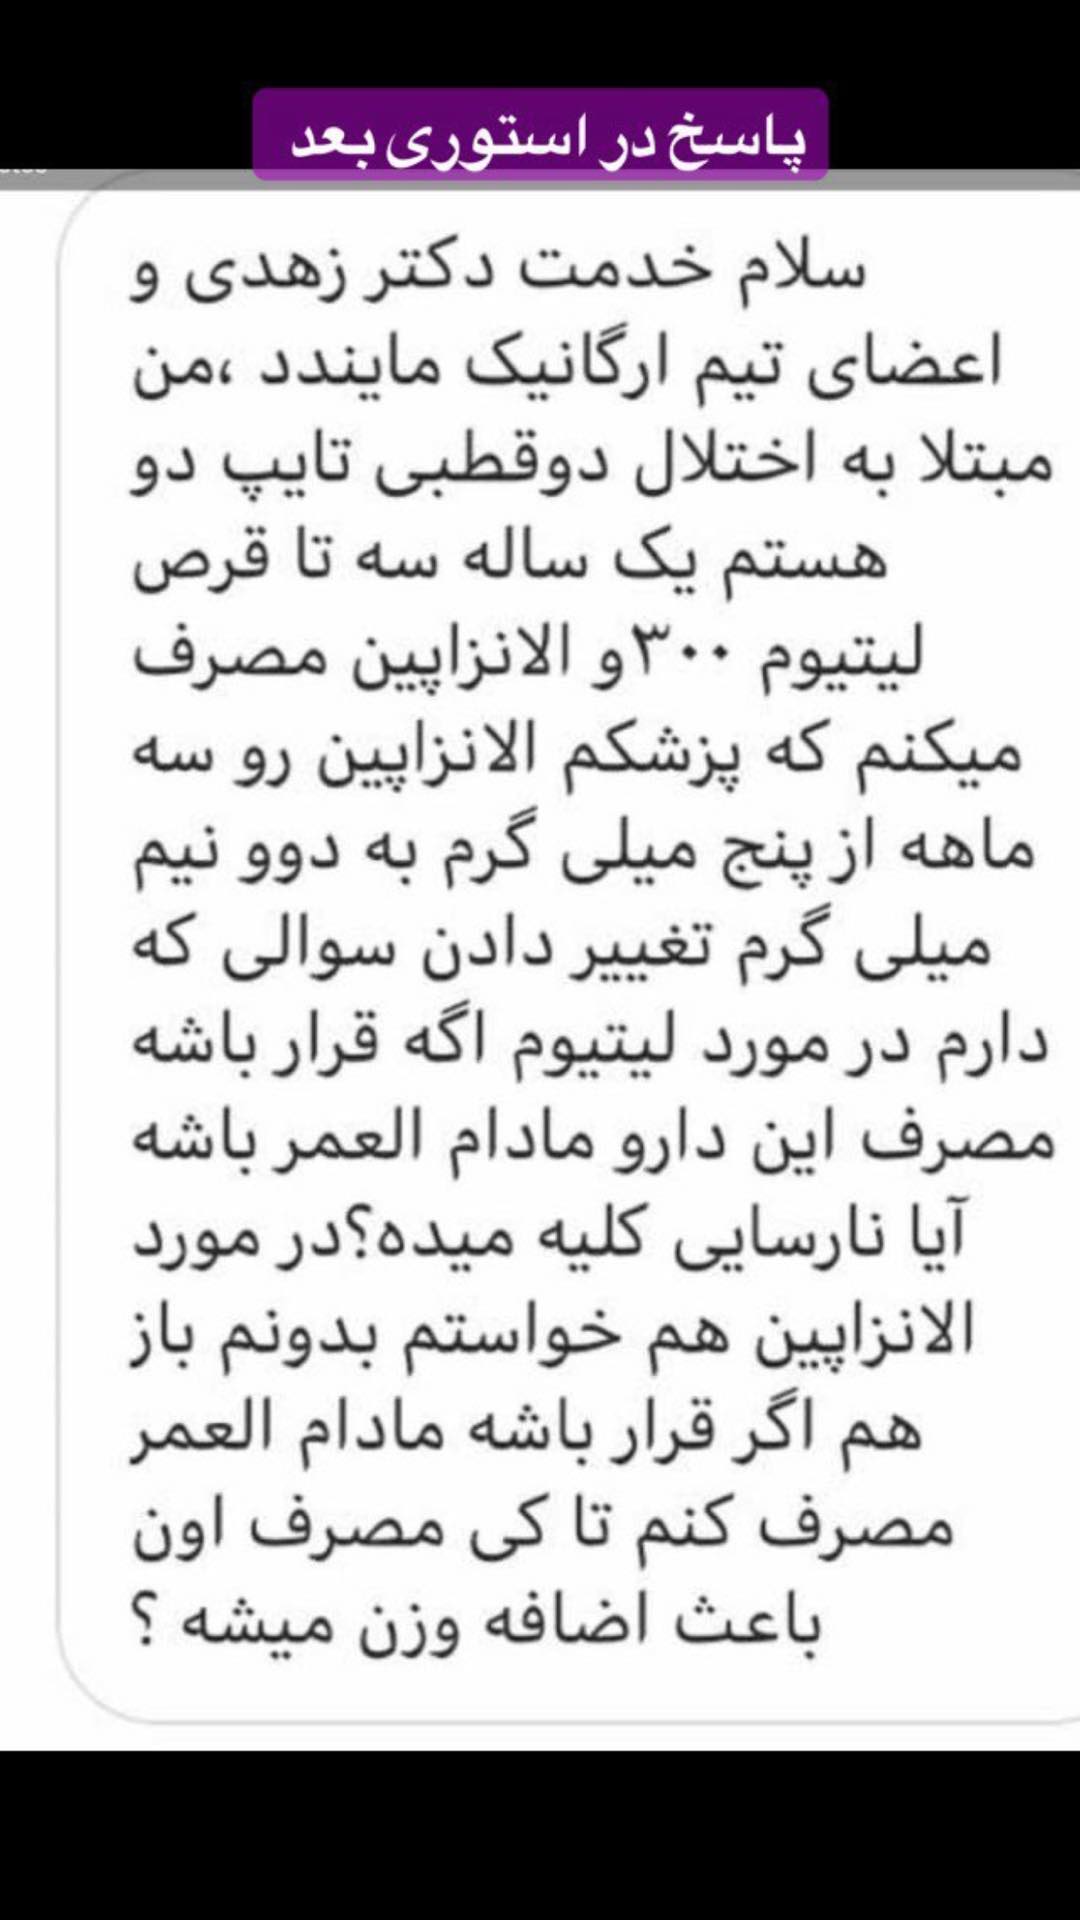 پاسخ در استوری بعد
سلام خدمت دکتر زهدی و
اعضای تیم ارگانیک مایندد ،من
مبتلا به اختلال دوقطبی تایپ دو
هستم یک ساله سه تا قرص
لیتیوم ۳۰۰و الانزاپین مصرف
میکنم که پزشکم الانزاپین رو سه
ماهه از پنج میلی گرم به دوو نیم
میلی گرم تغییر دادن سوالی که
دارم در مورد لیتیوم اگه قرار باشه
مصرف این دارو مادام العمر باشه
آیا نارسایی کلیه میده؟در مورد
الانزاپین هم خواستم بدونم باز
هم اگر قرار باشه مادام العمر
مصرف کنم تا کی مصرف اون
باعث اضافه وزن میشه ؟